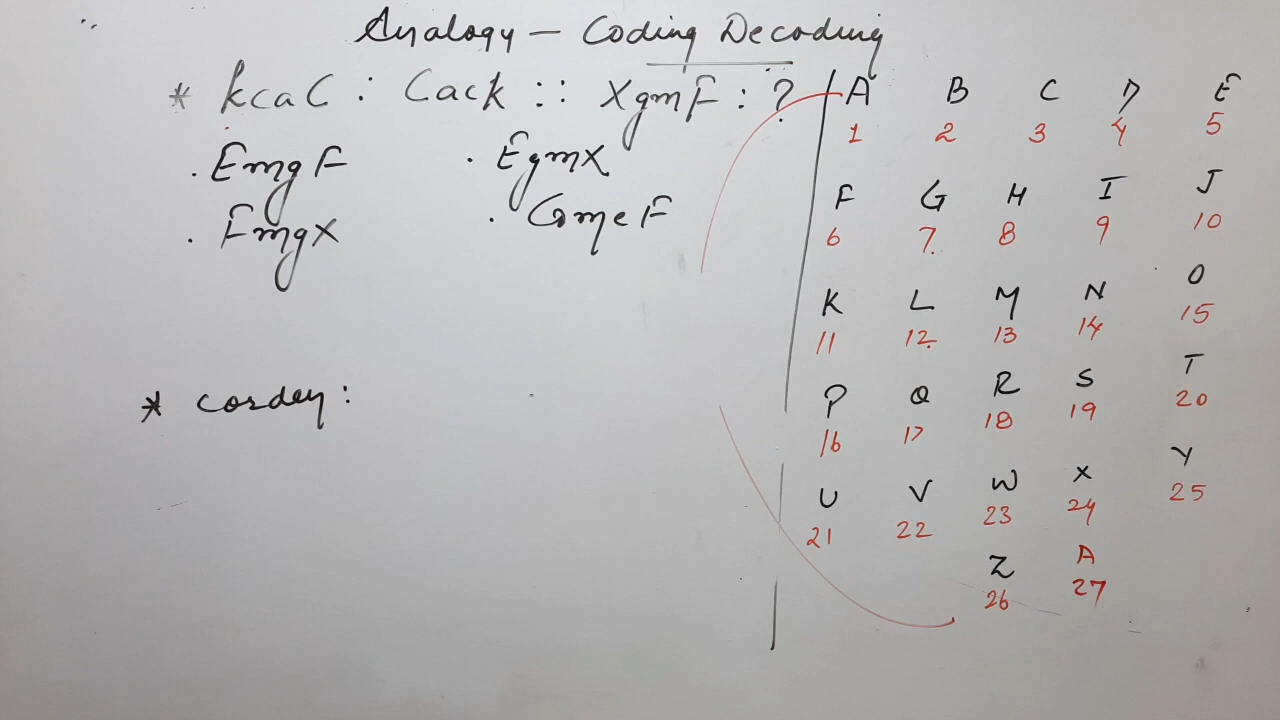 Analogy - Coding Decoding
* kcaC : Cack :: XgmF : ?
. EmgF . EgmX
. FmgX . GmeF
* corden :
A B C D E
1 2 3 4 5
F G H I J
6 7 8 9 10
K L M N O
11 12 13 14 15
P Q R S T
16 17 18 19 20
U V W X Y
21 22 23 24 25
Z A
26 27